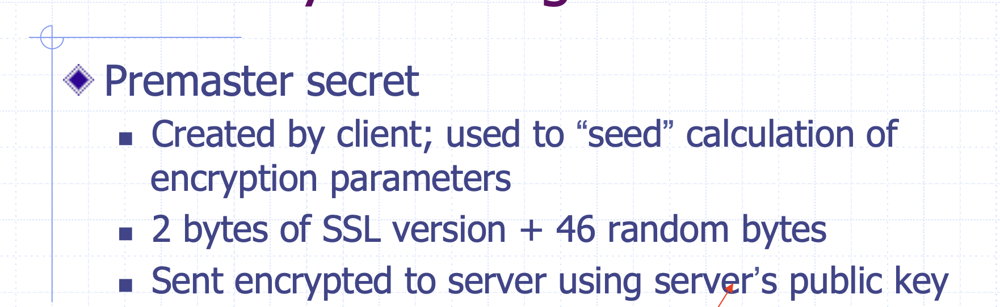 Premaster secret
Created by client; used to “seed” calculation of
encryption parameters
2 bytes of SSL version + 46 random bytes
Sent encrypted to server using server’s public key